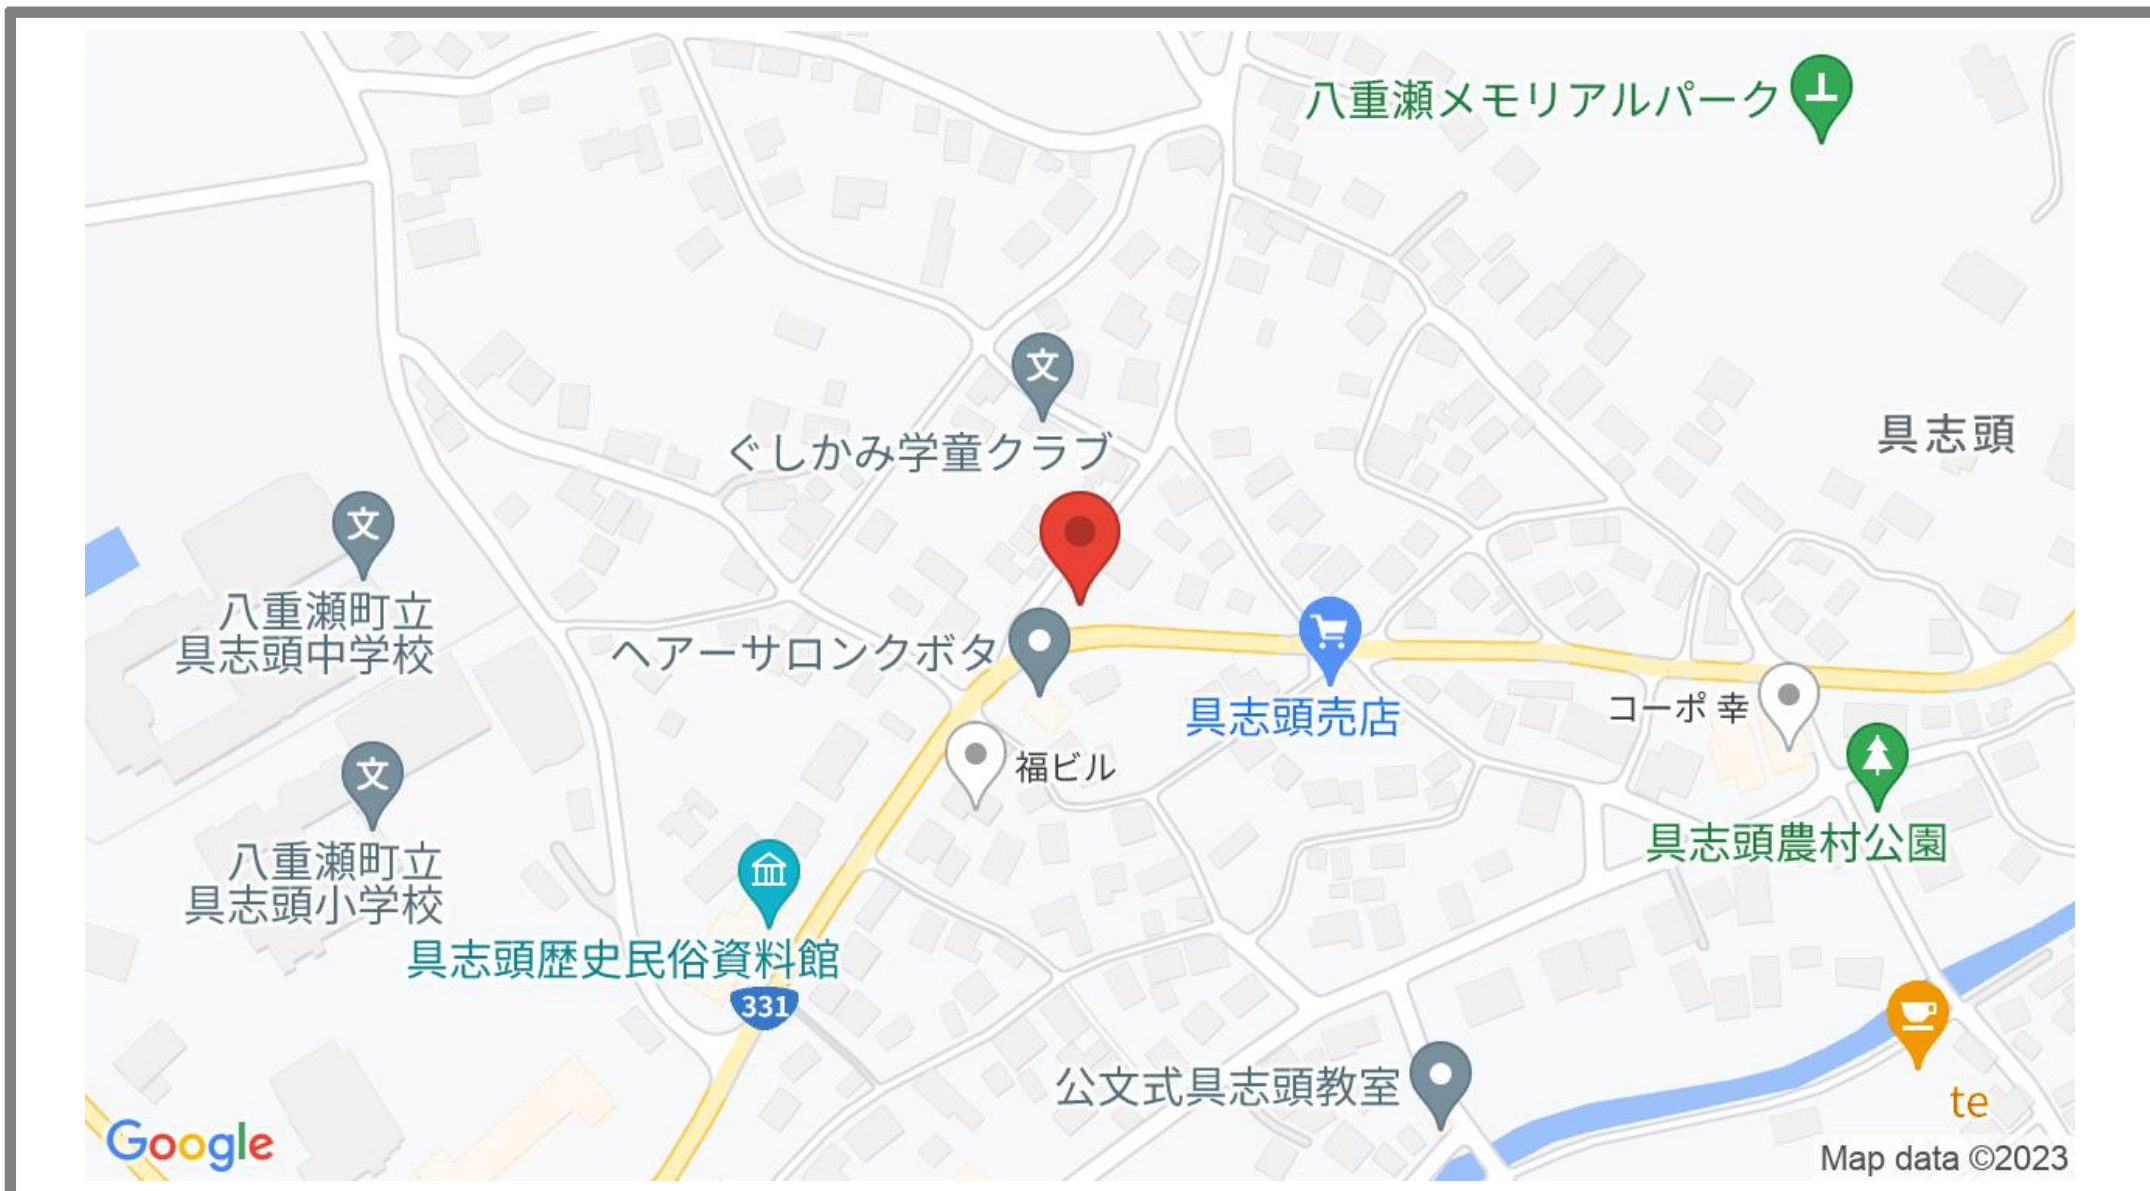 八重瀬メモリアルパーク
具志頭
ぐしかみ学童クラブ
文
文
八重瀬町立
具志頭中学校
ヘアーサロンクボタ
具志頭売店
コーポ 幸
福ビル
文
八重瀬町立
具志頭小学校
具志頭農村公園
具志頭歴史民俗資料館
331
公文式具志頭教室
te
Google
Map data ©2023